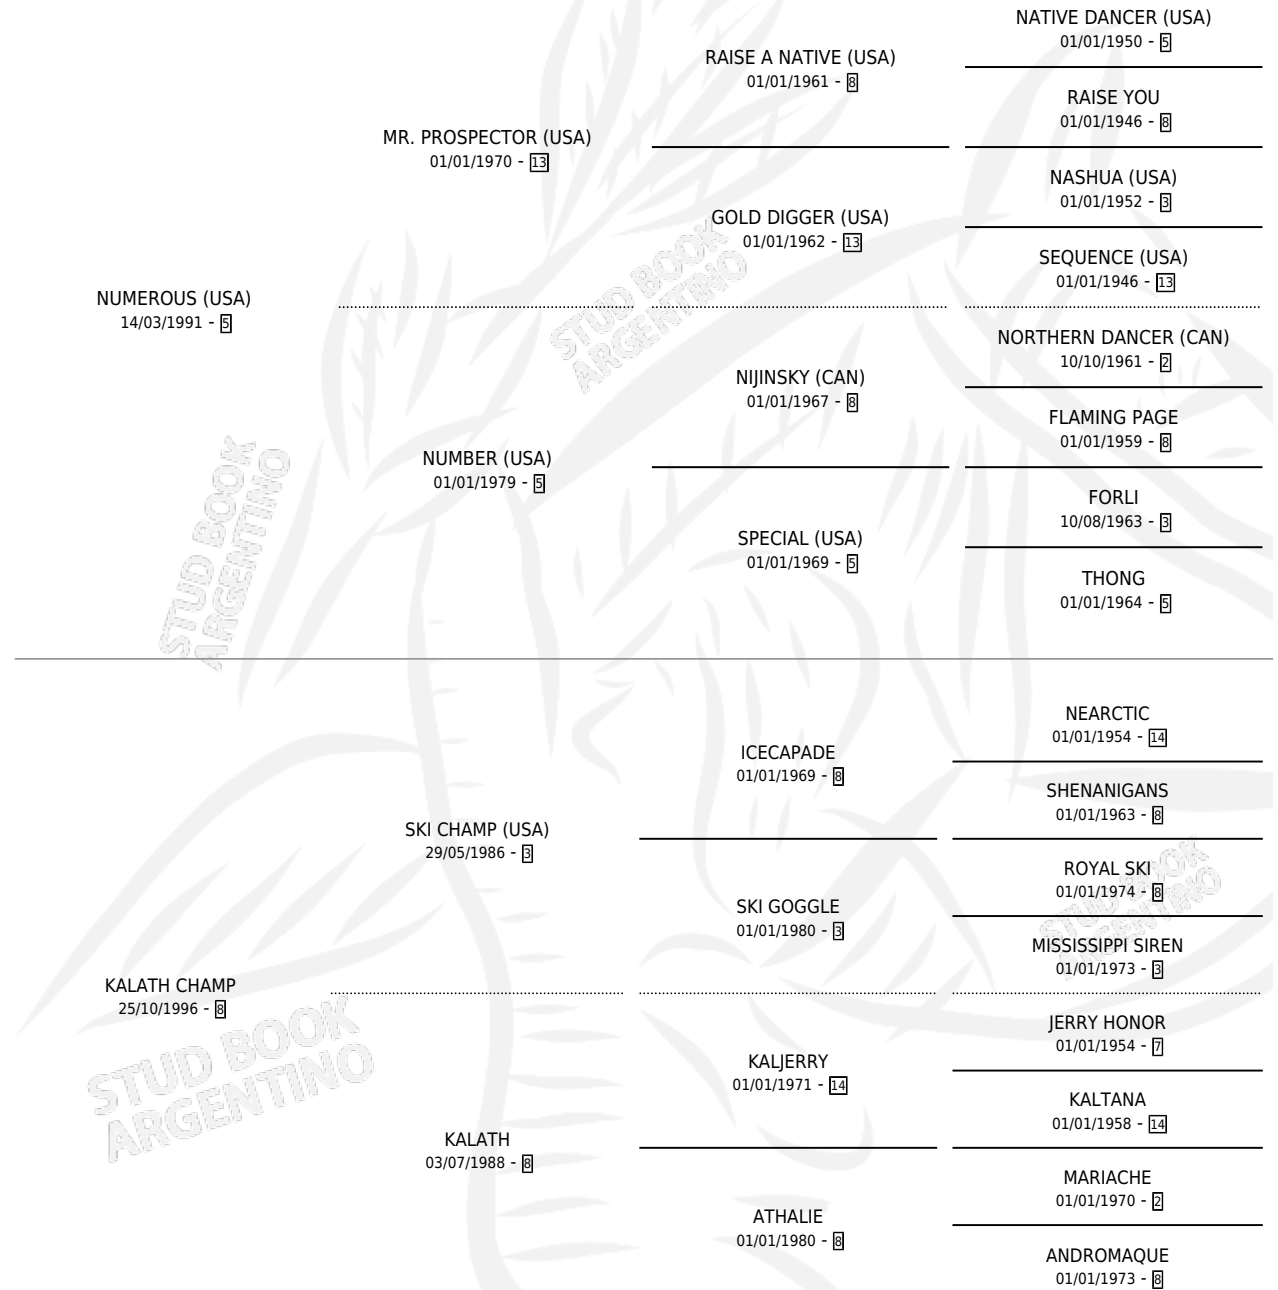 NATIVE DANCER (USA)
01/01/1950 - 5
RAISE A NATIVE (USA)
01/01/1961 - 8
RAISE YOU
01/01/1946 - 8
MR. PROSPECTOR (USA)
01/01/1970 - 13
NASHUA (USA)
01/01/1952 - 3
GOLD DIGGER (USA)
01/01/1962 - 13
SEQUENCE (USA)
01/01/1946 - 13
NUMEROUS (USA)
14/03/1991 - 5
NORTHERN DANCER (CAN)
10/10/1961 - 2
NIJINSKY (CAN)
01/01/1967 - 8
FLAMING PAGE
01/01/1959 - 8
NUMBER (USA)
01/01/1979 - 5
FORLI
10/08/1963 - 3
SPECIAL (USA)
01/01/1969 - 5
THONG
01/01/1964 - 5
NEARCTIC
01/01/1954 - 14
ICECAPADE
01/01/1969 - 8
SHENANIGANS
01/01/1963 - 8
SKI CHAMP (USA)
29/05/1986 - 3
ROYAL SKI
01/01/1974 - 8
SKI GOGGLE
01/01/1980 - 3
MISSISSIPPI SIREN
01/01/1973 - 3
KALATH CHAMP
25/10/1996 - 8
JERRY HONOR
01/01/1954 - 7
KALJERRY
01/01/1971 - 14
KALTANA
01/01/1958 - 14
KALATH
03/07/1988 - 8
MARIACHE
01/01/1970 - 2
ATHALIE
01/01/1980 - 8
ANDROMAQUE
01/01/1973 - 8
STUD BOOK
ARGENTINO
STUD BOOK
ARGENTINO
STUD BOOK
ARGENTINO
STUD BOOK
ARGENTINO